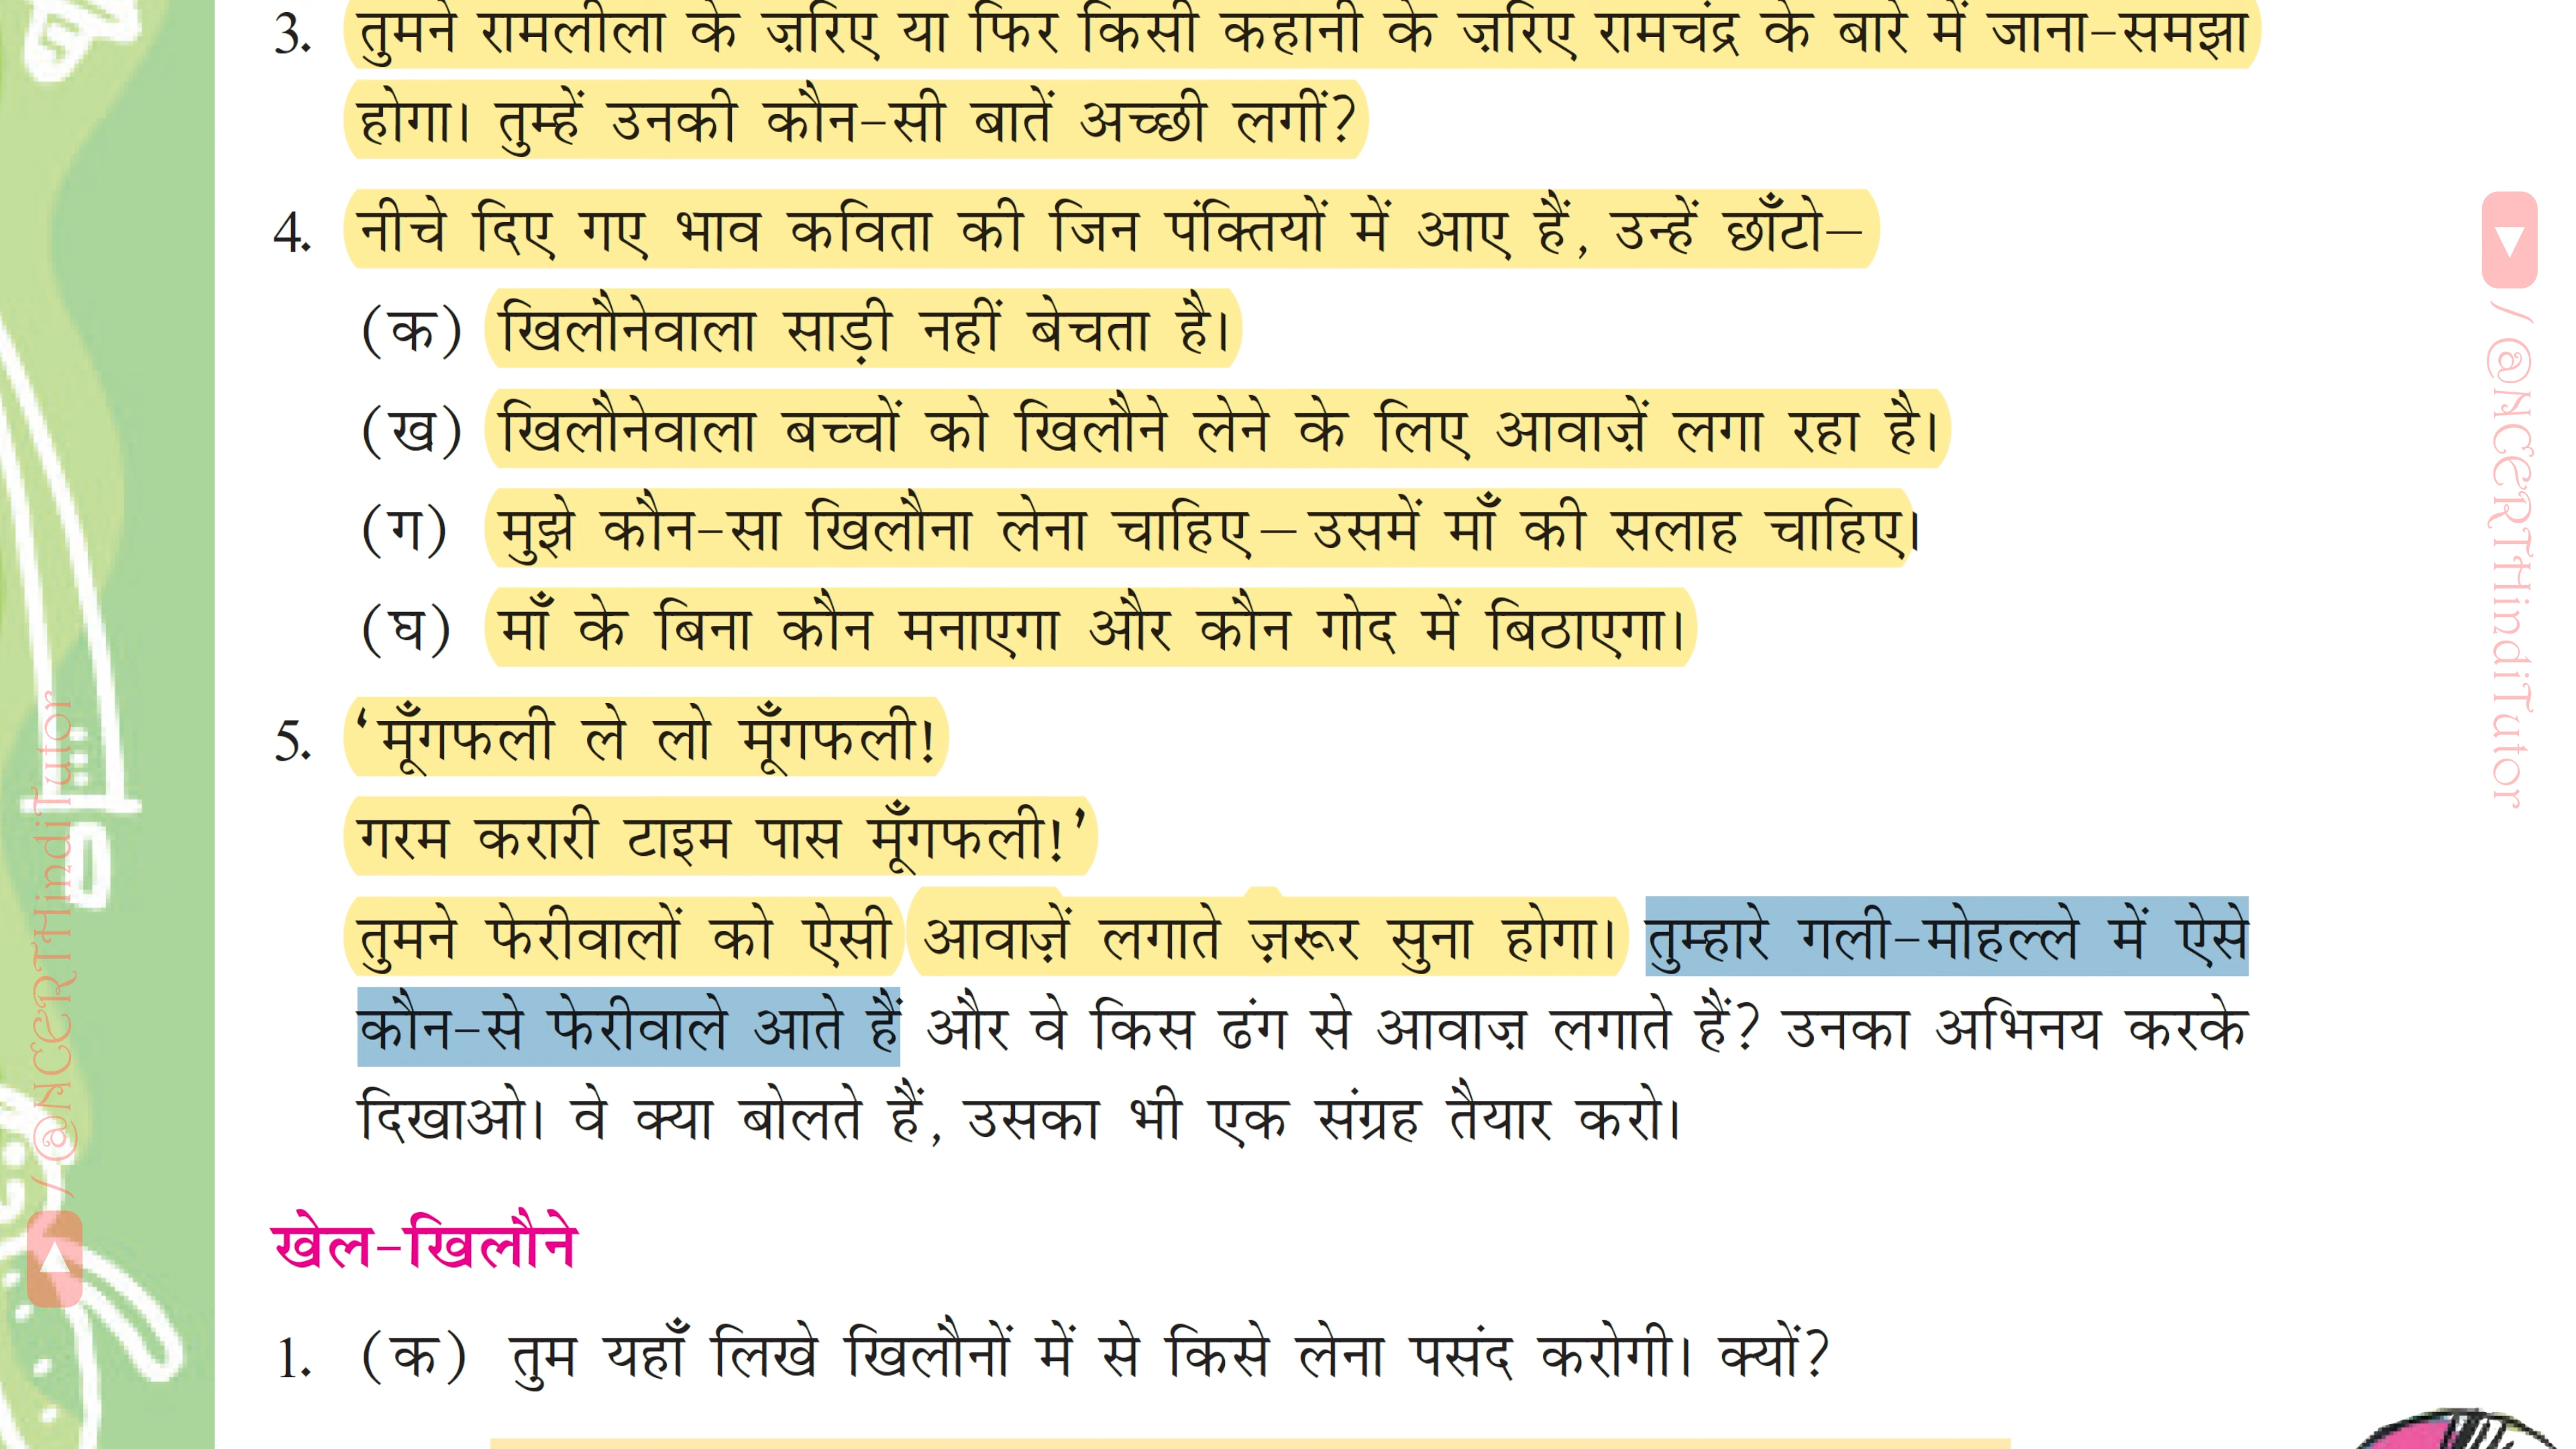 3. तुमने रामलीला के ज़रिए या फिर किसी कहानी के ज़रिए रामचंद्र के बारे में जाना-समझा
होगा। तुम्हें उनकी कौन-सी बातें अच्छी लगीं?
4. नीचे दिए गए भाव कविता की जिन पंक्तियों में आए हैं, उन्हें छाँटो–
(क) खिलौनेवाला साड़ी नहीं बेचता है।
(ख) खिलौनेवाला बच्चों को खिलौने लेने के लिए आवाज़ें लगा रहा है।
(ग) मुझे कौन-सा खिलौना लेना चाहिए–उसमें माँ की सलाह चाहिए।
(घ) माँ के बिना कौन मनाएगा और कौन गोद में बिठाएगा।
5. ‘मूँगफली ले लो मूँगफली!
गरम करारी टाइम पास मूँगफली!’
तुमने फेरीवालों को ऐसी आवाज़ें लगाते ज़रूर सुना होगा। तुम्हारे गली-मोहल्ले में ऐसे
कौन-से फेरीवाले आते हैं और वे किस ढंग से आवाज़ लगाते हैं? उनका अभिनय करके
दिखाओ। वे क्या बोलते हैं, उसका भी एक संग्रह तैयार करो।
खेल-खिलौने
1. (क) तुम यहाँ लिखे खिलौनों में से किसे लेना पसंद करोगी। क्यों?
/ @NCERTHindiTutor
/ @NCERTHindiTutor